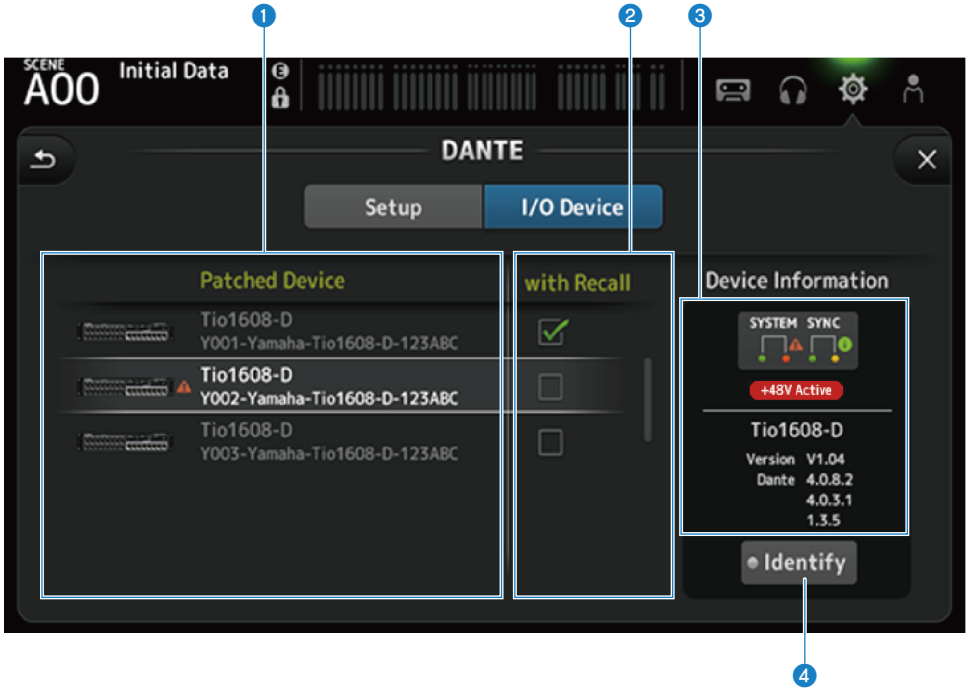 1 2 3
SCENE
A00 Initial Data E
DANTE
Setup I/O Device
Patched Device with Recall Device Information
Tio1608-D
Y001-Yamaha-Tio1608-D-123ABC
Tio1608-D
Y002-Yamaha-Tio1608-D-123ABC
Tio1608-D
Y003-Yamaha-Tio1608-D-123ABC
SYSTEM SYNC
+48V Active
Tio1608-D
Version V1.04
Dante 4.0.8.2
4.0.3.1
1.3.5
Identify
4